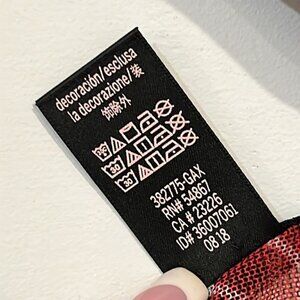 decoración/esclusa
la decorazione/装
饰除外
382775-GAX
RN# 54867
CA # 23226
ID# 36007061
08 18